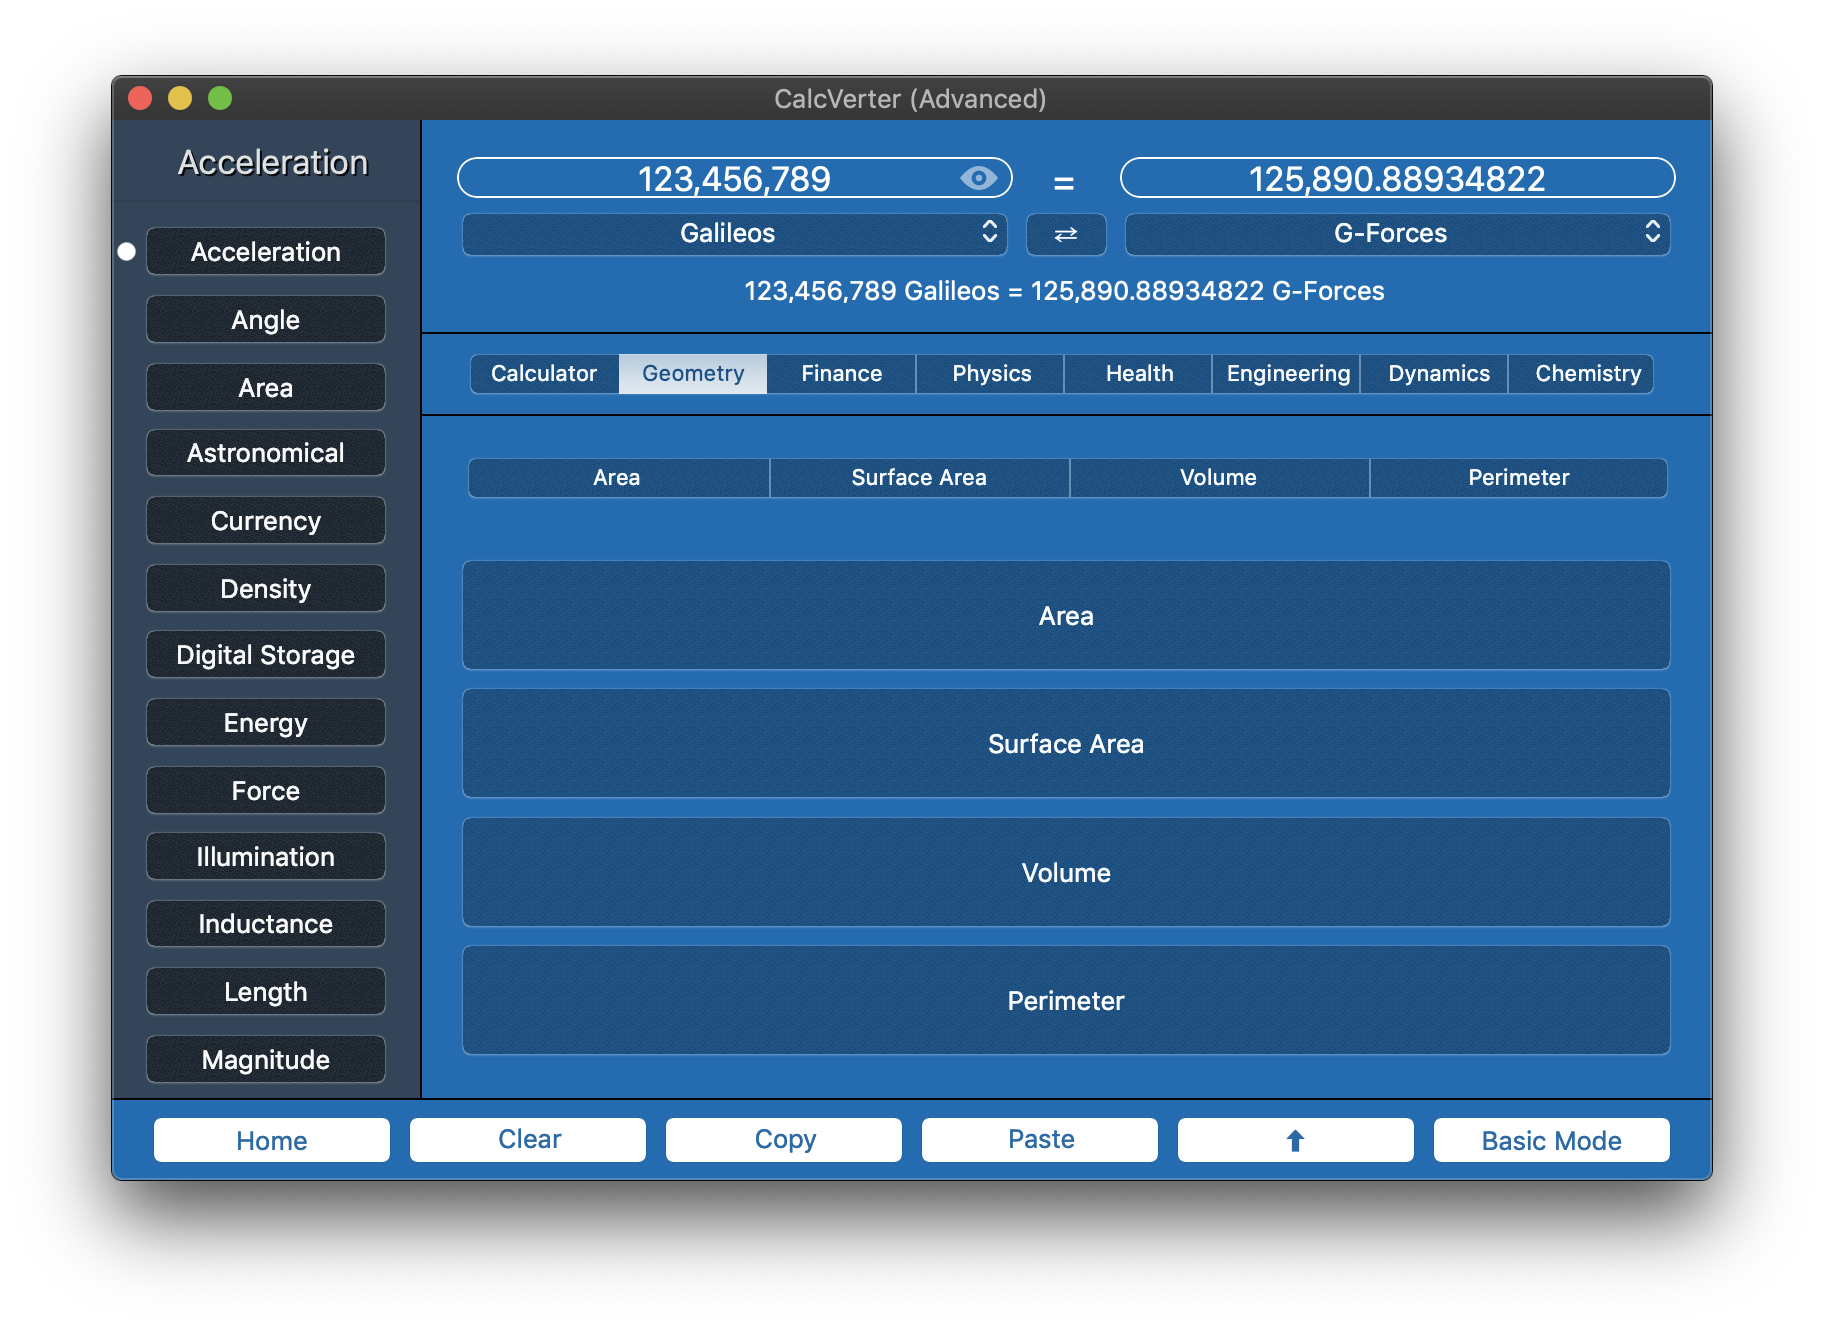 CalcVerter (Advanced)
Acceleration
Acceleration
Angle
Area
Astronomical
Currency
Density
Digital Storage
Energy
Force
Illumination
Inductance
Length
Magnitude
123,456,789 = 125,890.88934822
Galileos ⇄ G-Forces
123,456,789 Galileos = 125,890.88934822 G-Forces
Calculator Geometry Finance Physics Health Engineering Dynamics Chemistry
Area Surface Area Volume Perimeter
Area
Surface Area
Volume
Perimeter
Home Clear Copy Paste ⬆ Basic Mode